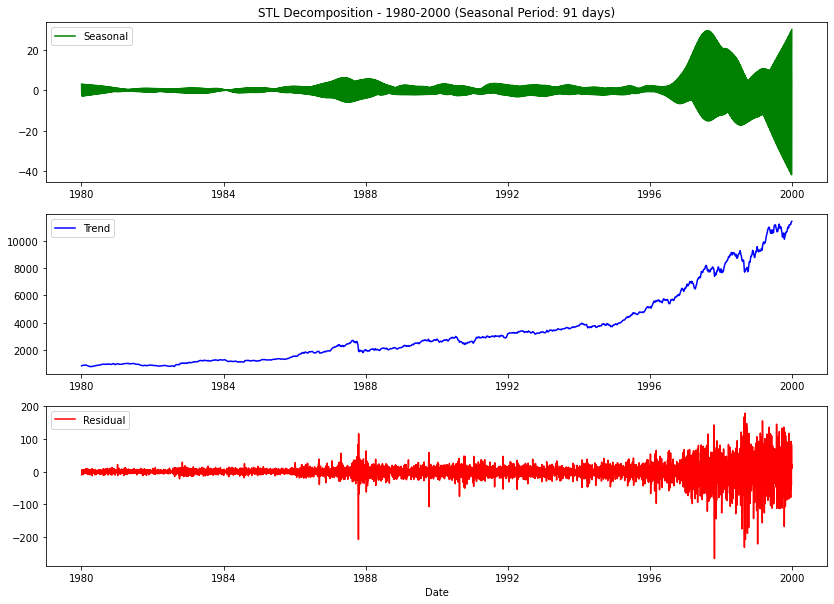 STL Decomposition - 1980-2000 (Seasonal Period: 91 days)
Seasonal
20
0
−20
−40
1980 1984 1988 1992 1996 2000
Trend
10000
8000
6000
4000
2000
1980 1984 1988 1992 1996 2000
200
Residual
100
0
−100
−200
1980 1984 1988 1992 1996 2000
Date